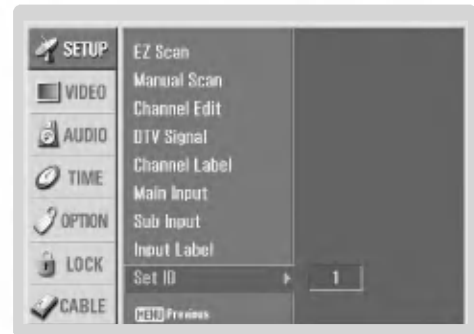 SETUP
VIDEO
AUDIO
TIME
OPTION
LOCK
CABLE
EZ Scan
Manual Scan
Channel Edit
DTV Signal
Channel Label
Main Input
Sub Input
Input Label
Set ID
1
MENU Previous